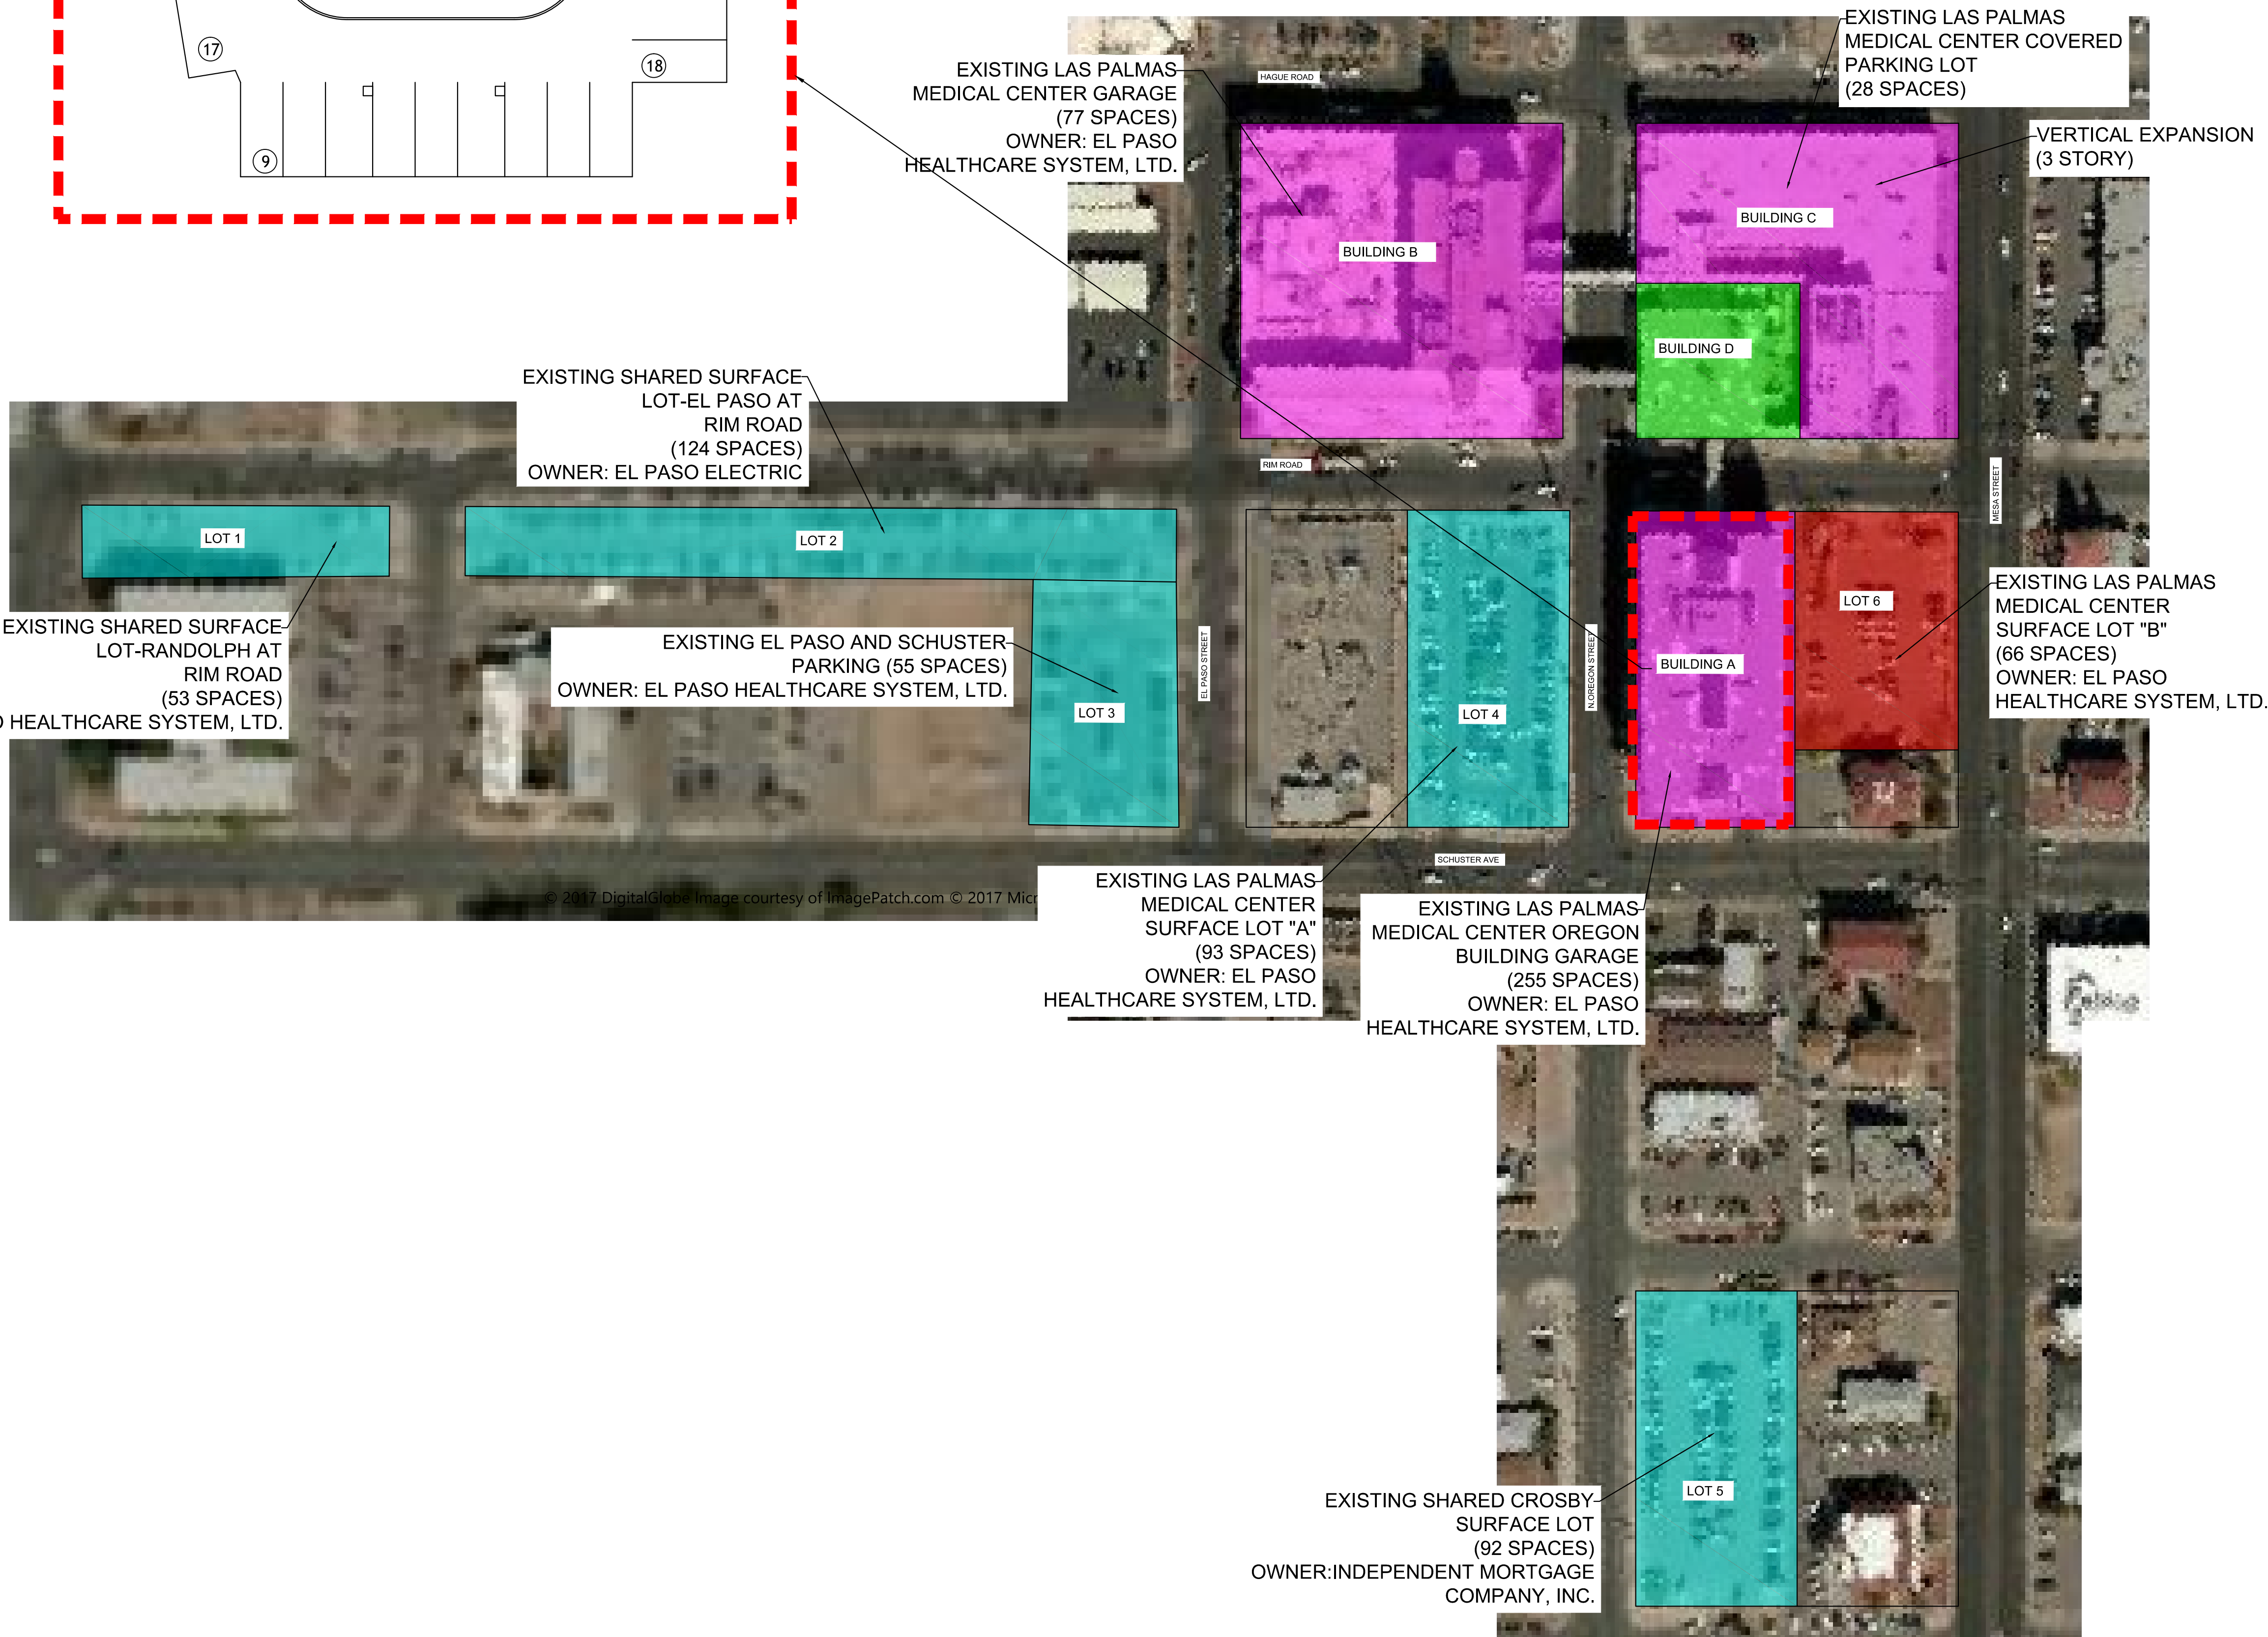 17
18
9
EXISTING LAS PALMAS
MEDICAL CENTER GARAGE
(77 SPACES)
OWNER: EL PASO
HEALTHCARE SYSTEM, LTD.
HAGUE ROAD
EXISTING LAS PALMAS
MEDICAL CENTER COVERED
PARKING LOT
(28 SPACES)
VERTICAL EXPANSION
(3 STORY)
BUILDING B
BUILDING C
BUILDING D
EXISTING SHARED SURFACE
LOT-EL PASO AT
RIM ROAD
(124 SPACES)
OWNER: EL PASO ELECTRIC
RIM ROAD
MESA STREET
LOT 1
LOT 2
EXISTING SHARED SURFACE
LOT-RANDOLPH AT
RIM ROAD
(53 SPACES)
HEALTHCARE SYSTEM, LTD.
EXISTING EL PASO AND SCHUSTER
PARKING (55 SPACES)
OWNER: EL PASO HEALTHCARE SYSTEM, LTD.
LOT 3
EL PASO STREET
LOT 4
N.OREGON STREET
BUILDING A
LOT 6
EXISTING LAS PALMAS
MEDICAL CENTER
SURFACE LOT "B"
(66 SPACES)
OWNER: EL PASO
HEALTHCARE SYSTEM, LTD.
SCHUSTER AVE
© 2017 DigitalGlobe Image courtesy of ImagePatch.com © 2017 Micr
EXISTING LAS PALMAS
MEDICAL CENTER
SURFACE LOT "A"
(93 SPACES)
OWNER: EL PASO
HEALTHCARE SYSTEM, LTD.
EXISTING LAS PALMAS
MEDICAL CENTER OREGON
BUILDING GARAGE
(255 SPACES)
OWNER: EL PASO
HEALTHCARE SYSTEM, LTD.
LOT 5
EXISTING SHARED CROSBY
SURFACE LOT
(92 SPACES)
OWNER:INDEPENDENT MORTGAGE
COMPANY, INC.